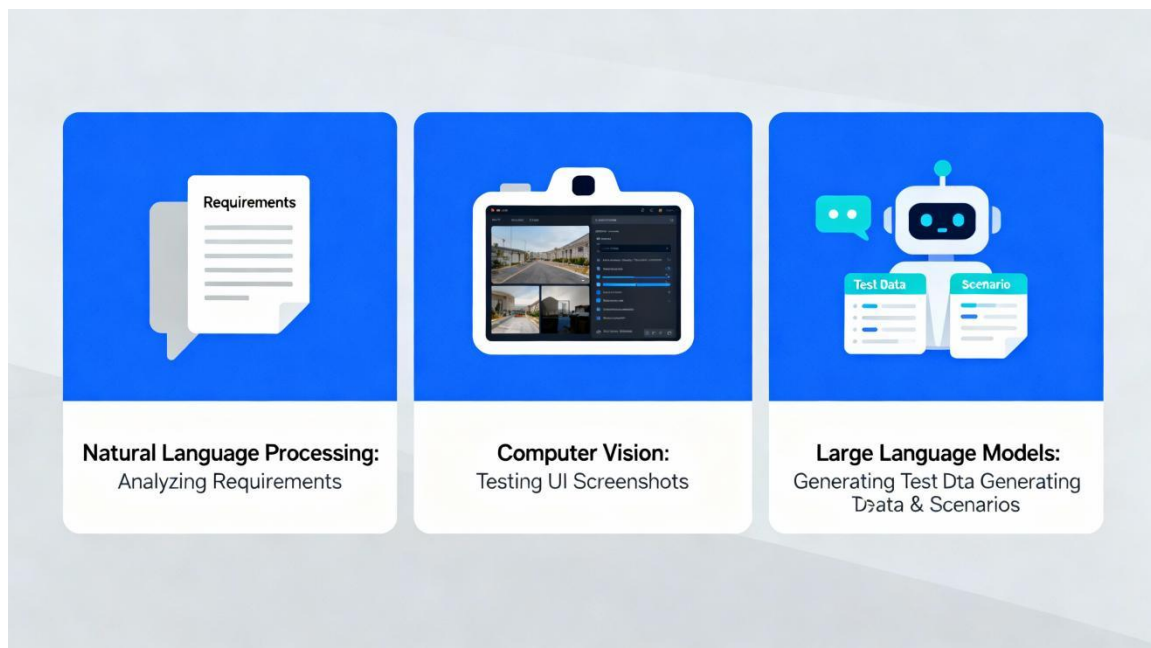 Requirements
Test Data
Scenario
Natural Language Processing:
Analyzing Requirements
Computer Vision:
Testing UI Screenshots
Large Language Models:
Generating Test Dta Generating
& Scenarios